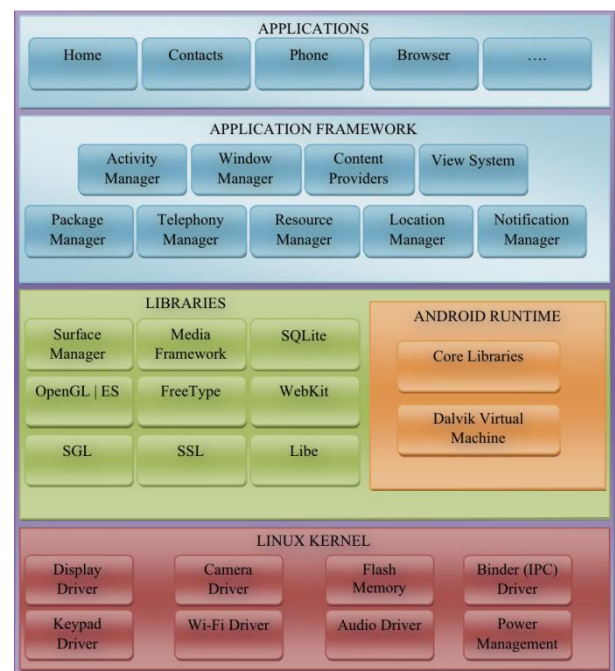 APPLICATIONS
Home
Contacts
Phone
Browser
....
APPLICATION FRAMEWORK
Activity
Manager
Window
Manager
Content
Providers
View System
Package
Manager
Telephony
Manager
Resource
Manager
Location
Manager
Notification
Manager
LIBRARIES
Surface
Manager
Media
Framework
SQLite
OpenGL | ES
FreeType
WebKit
SGL
SSL
Libe
ANDROID RUNTIME
Core Libraries
Dalvik Virtual
Machine
LINUX KERNEL
Display
Driver
Camera
Driver
Flash
Memory
Binder (IPC)
Driver
Keypad
Driver
Wi-Fi Driver
Audio Driver
Power
Management